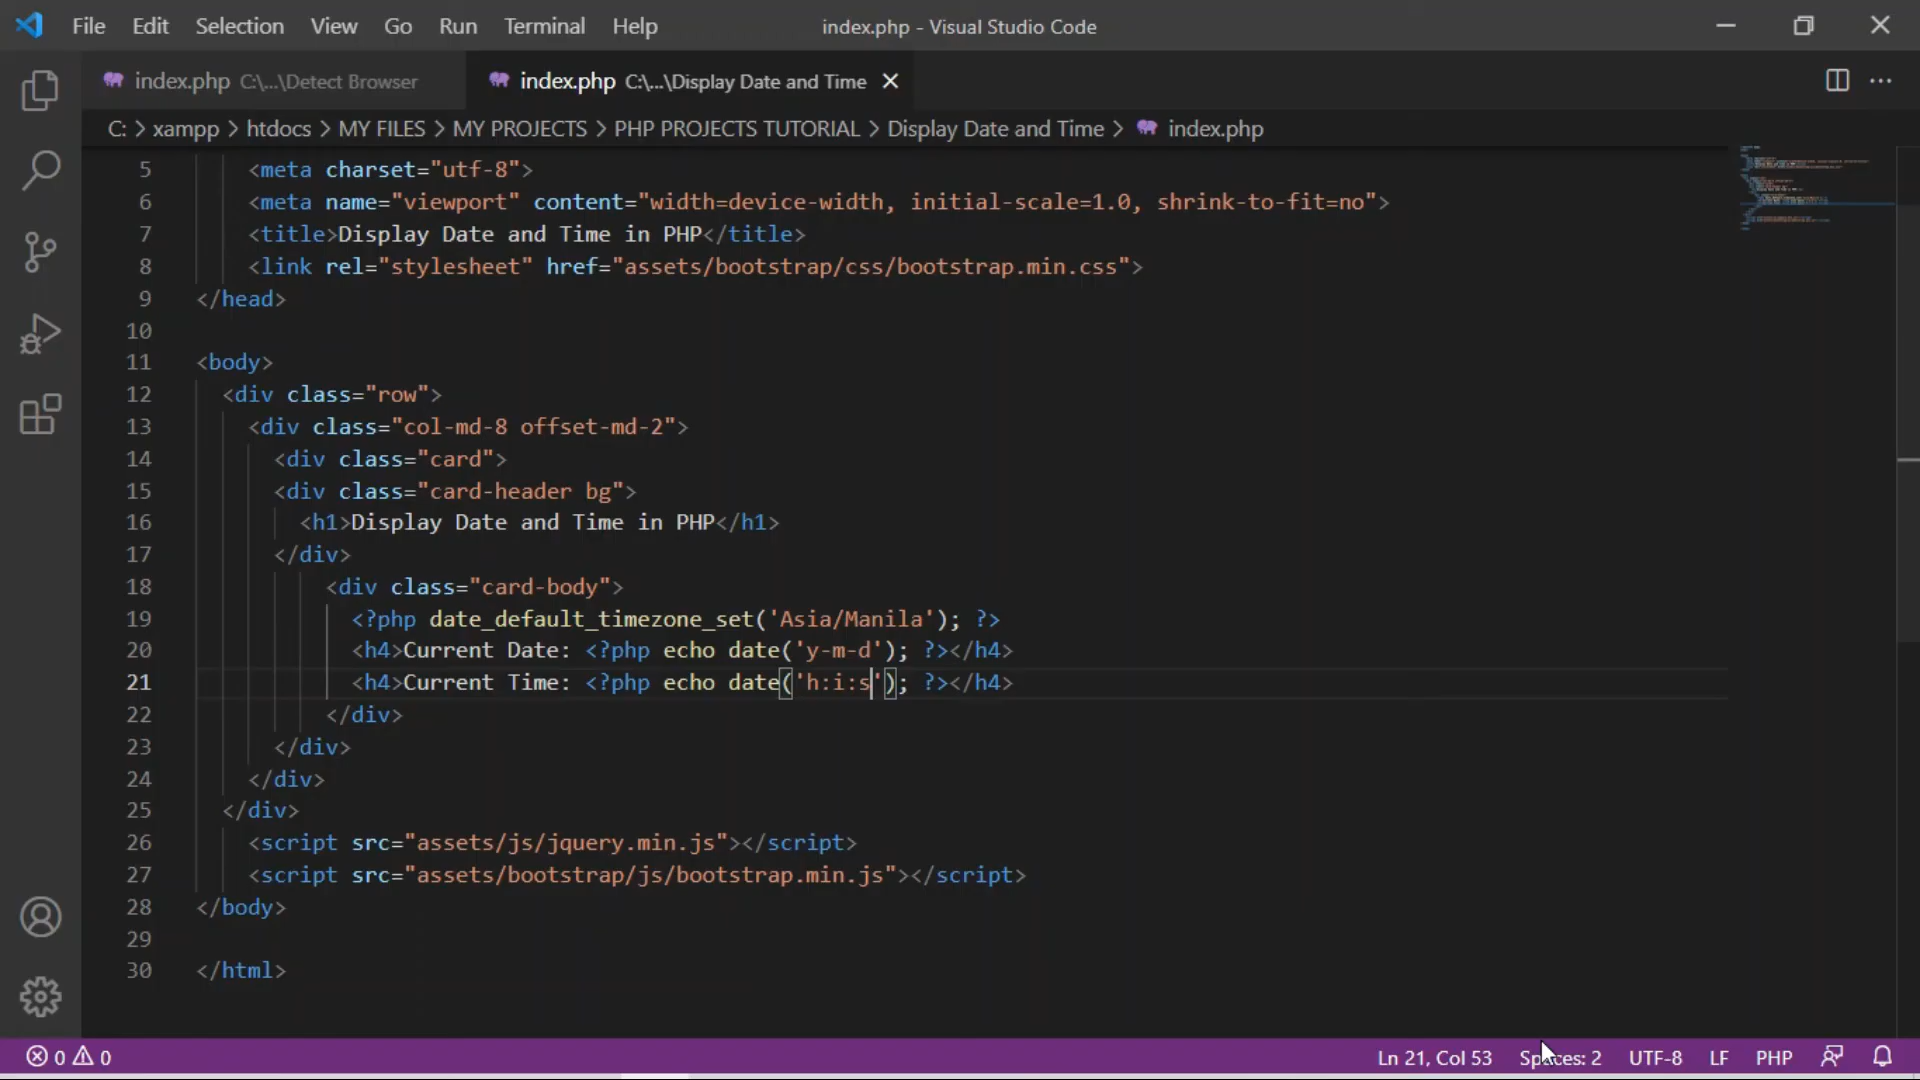 File Edit Selection View Go Run Terminal Help index.php - Visual Studio Code
index.php C:\...\Detect Browser index.php C:\...\Display Date and Time
C: > xampp > htdocs > MY FILES > MY PROJECTS > PHP PROJECTS TUTORIAL > Display Date and Time > index.php
5 <meta charset="utf-8">
6 <meta name="viewport" content="width=device-width, initial-scale=1.0, shrink-to-fit=no">
7 <title>Display Date and Time in PHP</title>
8 <link rel="stylesheet" href="assets/bootstrap/css/bootstrap.min.css">
9 </head>
10
11 <body>
12 <div class="row">
13 <div class="col-md-8 offset-md-2">
14 <div class="card">
15 <div class="card-header bg">
16 <h1>Display Date and Time in PHP</h1>
17 </div>
18 <div class="card-body">
19 <?php date_default_timezone_set('Asia/Manila'); ?>
20 <h4>Current Date: <?php echo date('y-m-d'); ?></h4>
21 <h4>Current Time: <?php echo date('h:i:s'); ?></h4>
22 </div>
23 </div>
24 </div>
25 </div>
26 <script src="assets/js/jquery.min.js"></script>
27 <script src="assets/bootstrap/js/bootstrap.min.js"></script>
28 </body>
29
30 </html>
0 0 Ln 21, Col 53 Spaces: 2 UTF-8 LF PHP